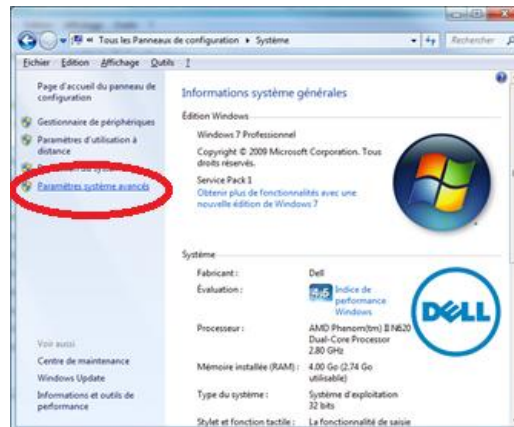 Tous les Panneaux de configuration ▸ Système
Rechercher
Fichier Edition Affichage Outils ?
Page d'accueil du panneau de
configuration
Gestionnaire de périphériques
Paramètres d'utilisation à
distance
Paramètres système avancés
Voir aussi
Centre de maintenance
Windows Update
Informations et outils de
performance
Informations système générales
Édition Windows
Windows 7 Professionnel
Copyright © 2009 Microsoft Corporation. Tous
droits réservés.
Service Pack 1
Obtenir plus de fonctionnalités avec une
nouvelle édition de Windows 7
Système
Fabricant : Dell
Évaluation : 4,6 Indice de
performance
Windows
Processeur : AMD Phenom(tm) II N620
Dual-Core Processor
2.80 GHz
Mémoire installée (RAM) : 4,00 Go (2,74 Go
utilisable)
Type du système : Système d'exploitation
32 bits
Stylet et fonction tactile : La fonctionnalité de saisie
DELL